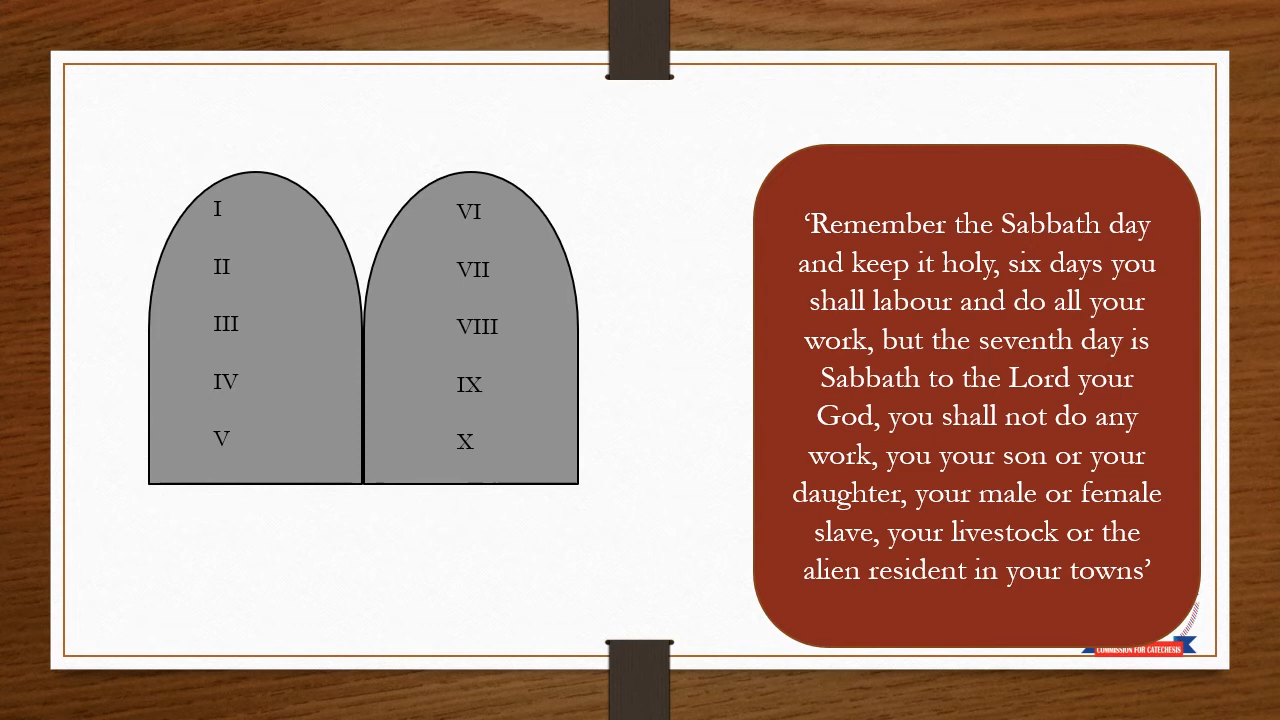 I
II
III
IV
V
VI
VII
VIII
IX
X
‘Remember the Sabbath day
and keep it holy, six days you
shall labour and do all your
work, but the seventh day is
Sabbath to the Lord your
God, you shall not do any
work, you your son or your
daughter, your male or female
slave, your livestock or the
alien resident in your towns’
COMMISSION FOR CATECHESIS